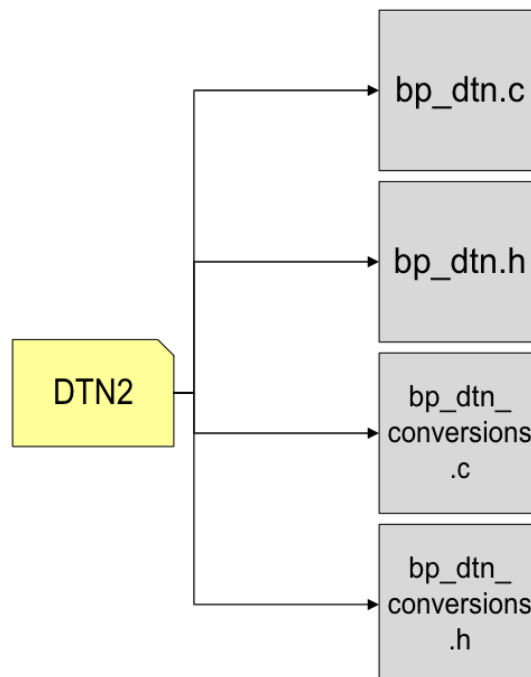 bp_dtn.c
bp_dtn.h
DTN2
bp_dtn_
conversions
.c
bp_dtn_
conversions
.h